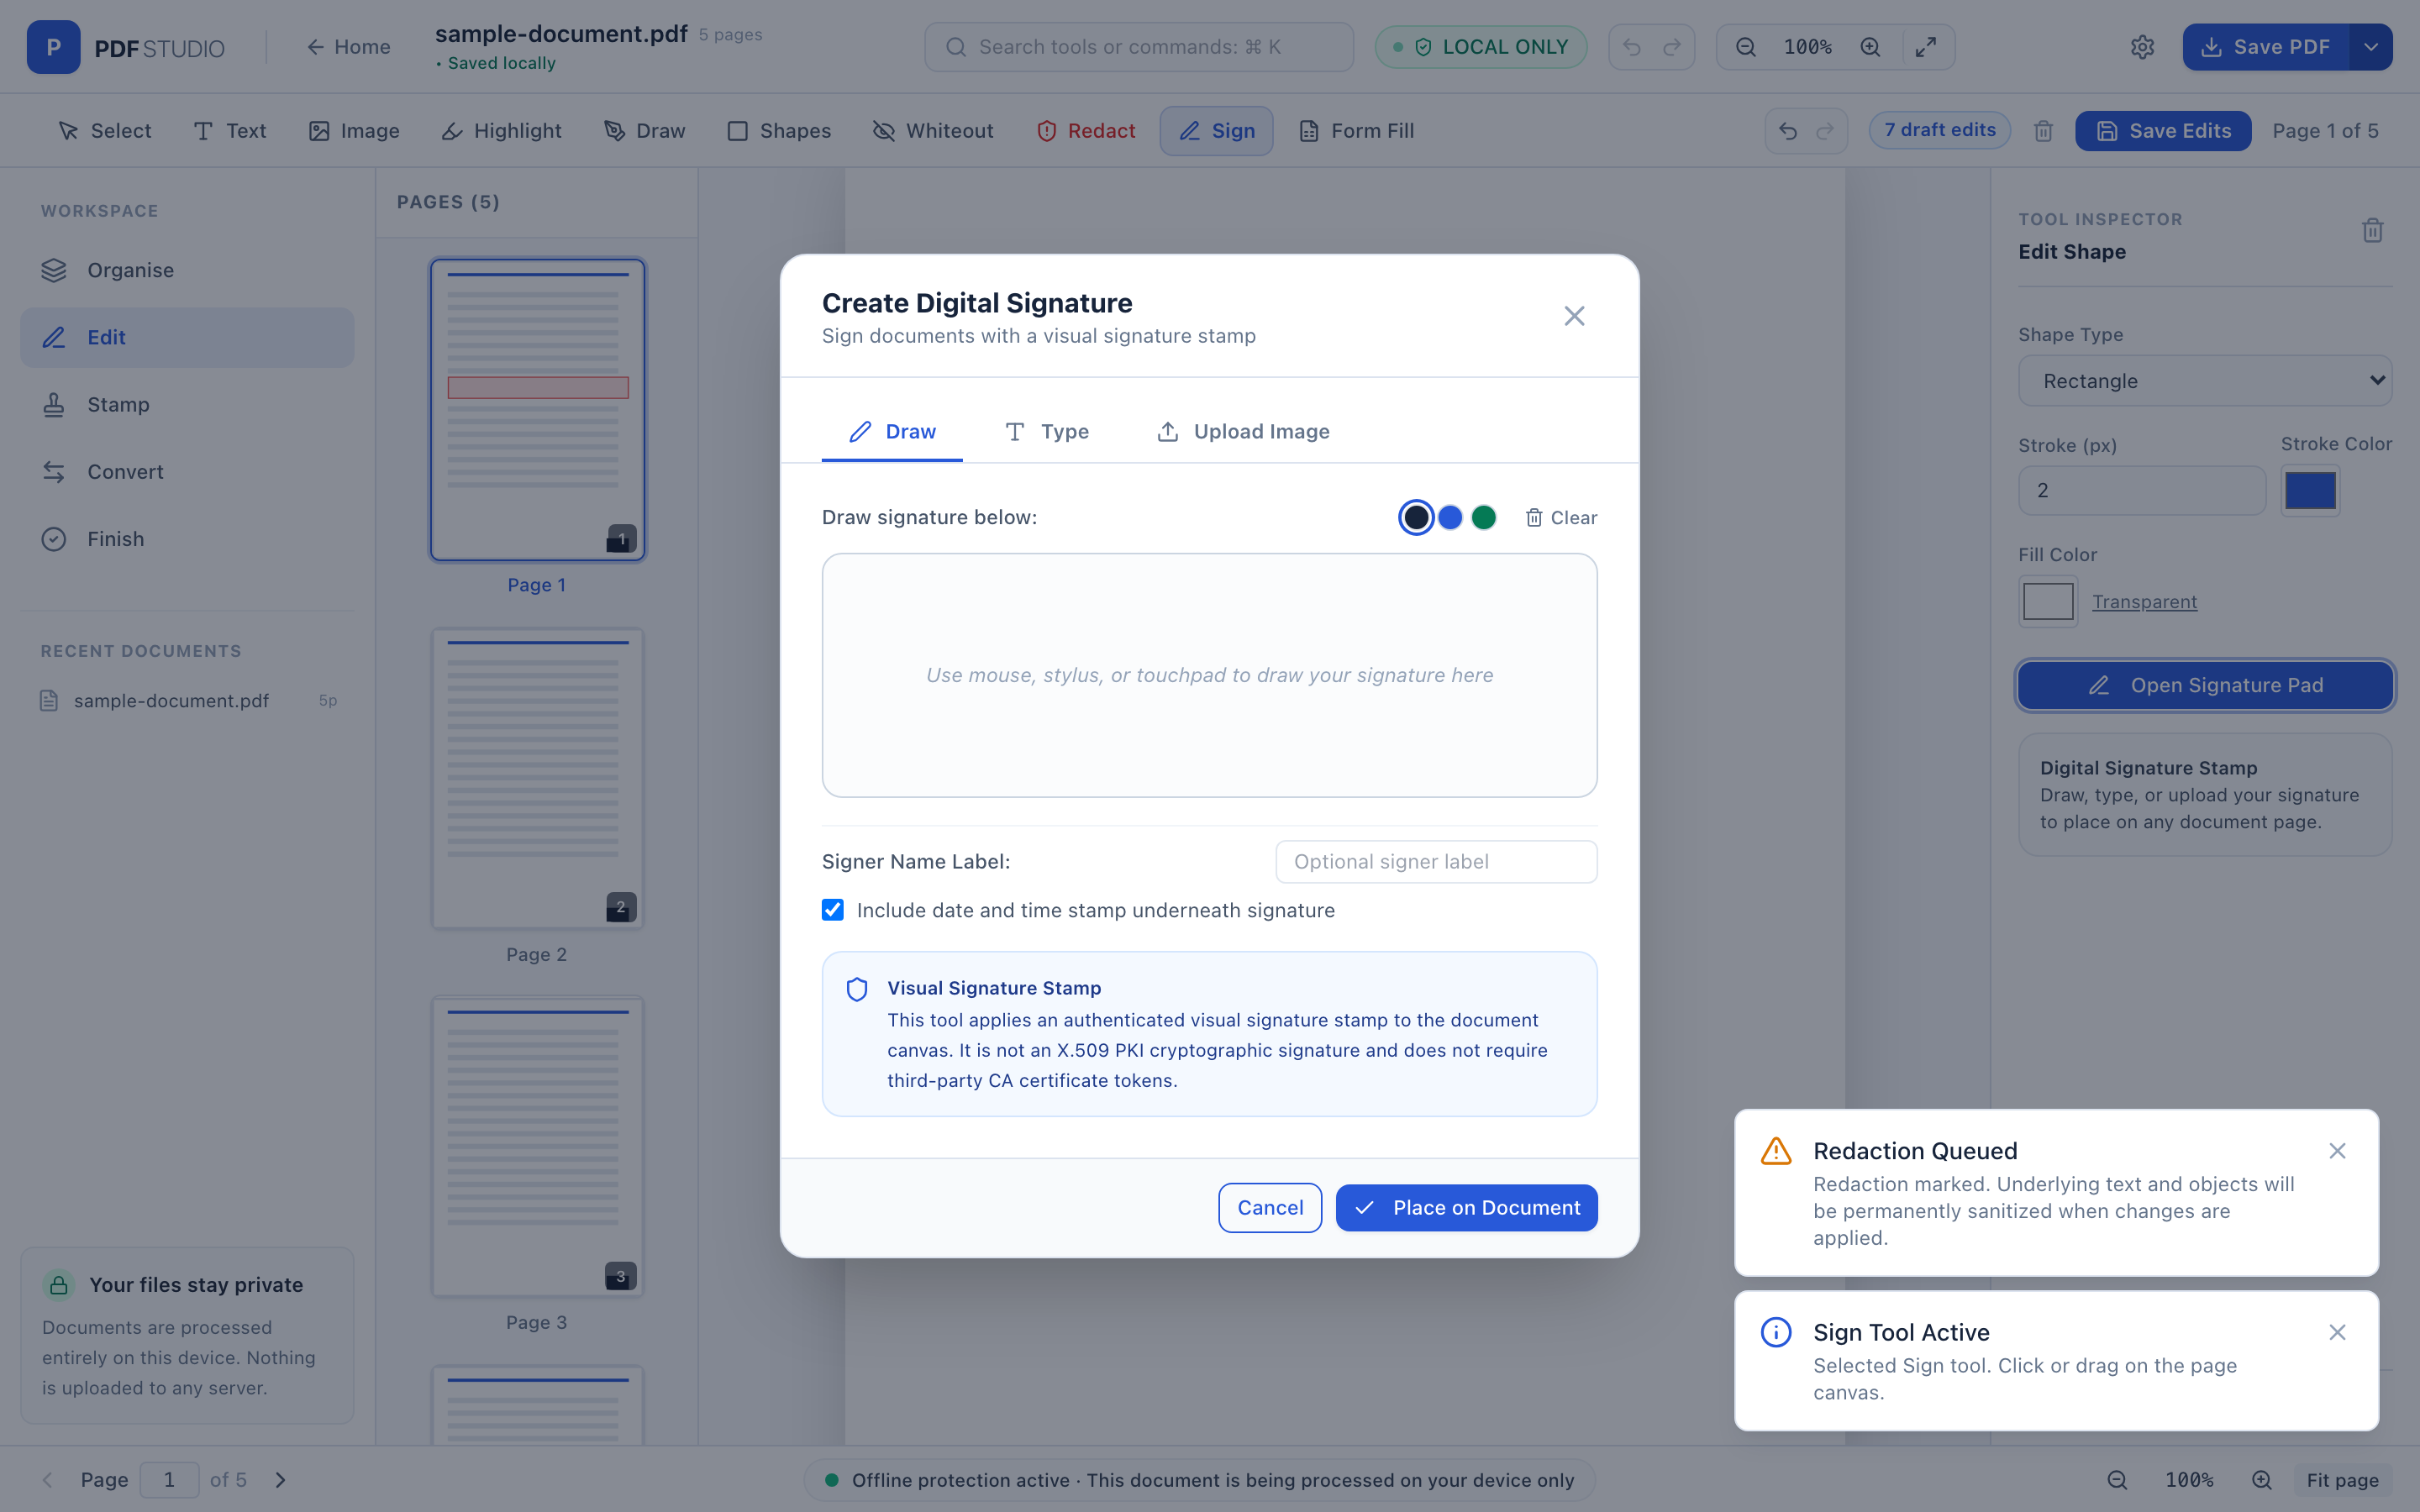 P PDF STUDIO
Home
sample-document.pdf 5 pages
• Saved locally
Search tools or commands: ⌘ K
LOCAL ONLY
100%
Save PDF
Select
Text
Image
Highlight
Draw
Shapes
Whiteout
Redact
Sign
Form Fill
7 draft edits
Save Edits
Page 1 of 5
WORKSPACE
Organise
Edit
Stamp
Convert
Finish
RECENT DOCUMENTS
sample-document.pdf 5p
Your files stay private
Documents are processed
entirely on this device. Nothing
is uploaded to any server.
PAGES (5)
1
Page 1
2
Page 2
3
Page 3
Create Digital Signature
Sign documents with a visual signature stamp
Draw
Type
Upload Image
Draw signature below:
Clear
Use mouse, stylus, or touchpad to draw your signature here
Signer Name Label:
Optional signer label
Include date and time stamp underneath signature
Visual Signature Stamp
This tool applies an authenticated visual signature stamp to the document
canvas. It is not an X.509 PKI cryptographic signature and does not require
third-party CA certificate tokens.
Cancel
Place on Document
TOOL INSPECTOR
Edit Shape
Shape Type
Rectangle
Stroke (px)
Stroke Color
2
Fill Color
Transparent
Open Signature Pad
Digital Signature Stamp
Draw, type, or upload your signature
to place on any document page.
Redaction Queued
Redaction marked. Underlying text and objects will
be permanently sanitized when changes are
applied.
Sign Tool Active
Selected Sign tool. Click or drag on the page
canvas.
Page 1 of 5
Offline protection active · This document is being processed on your device only
100%
Fit page